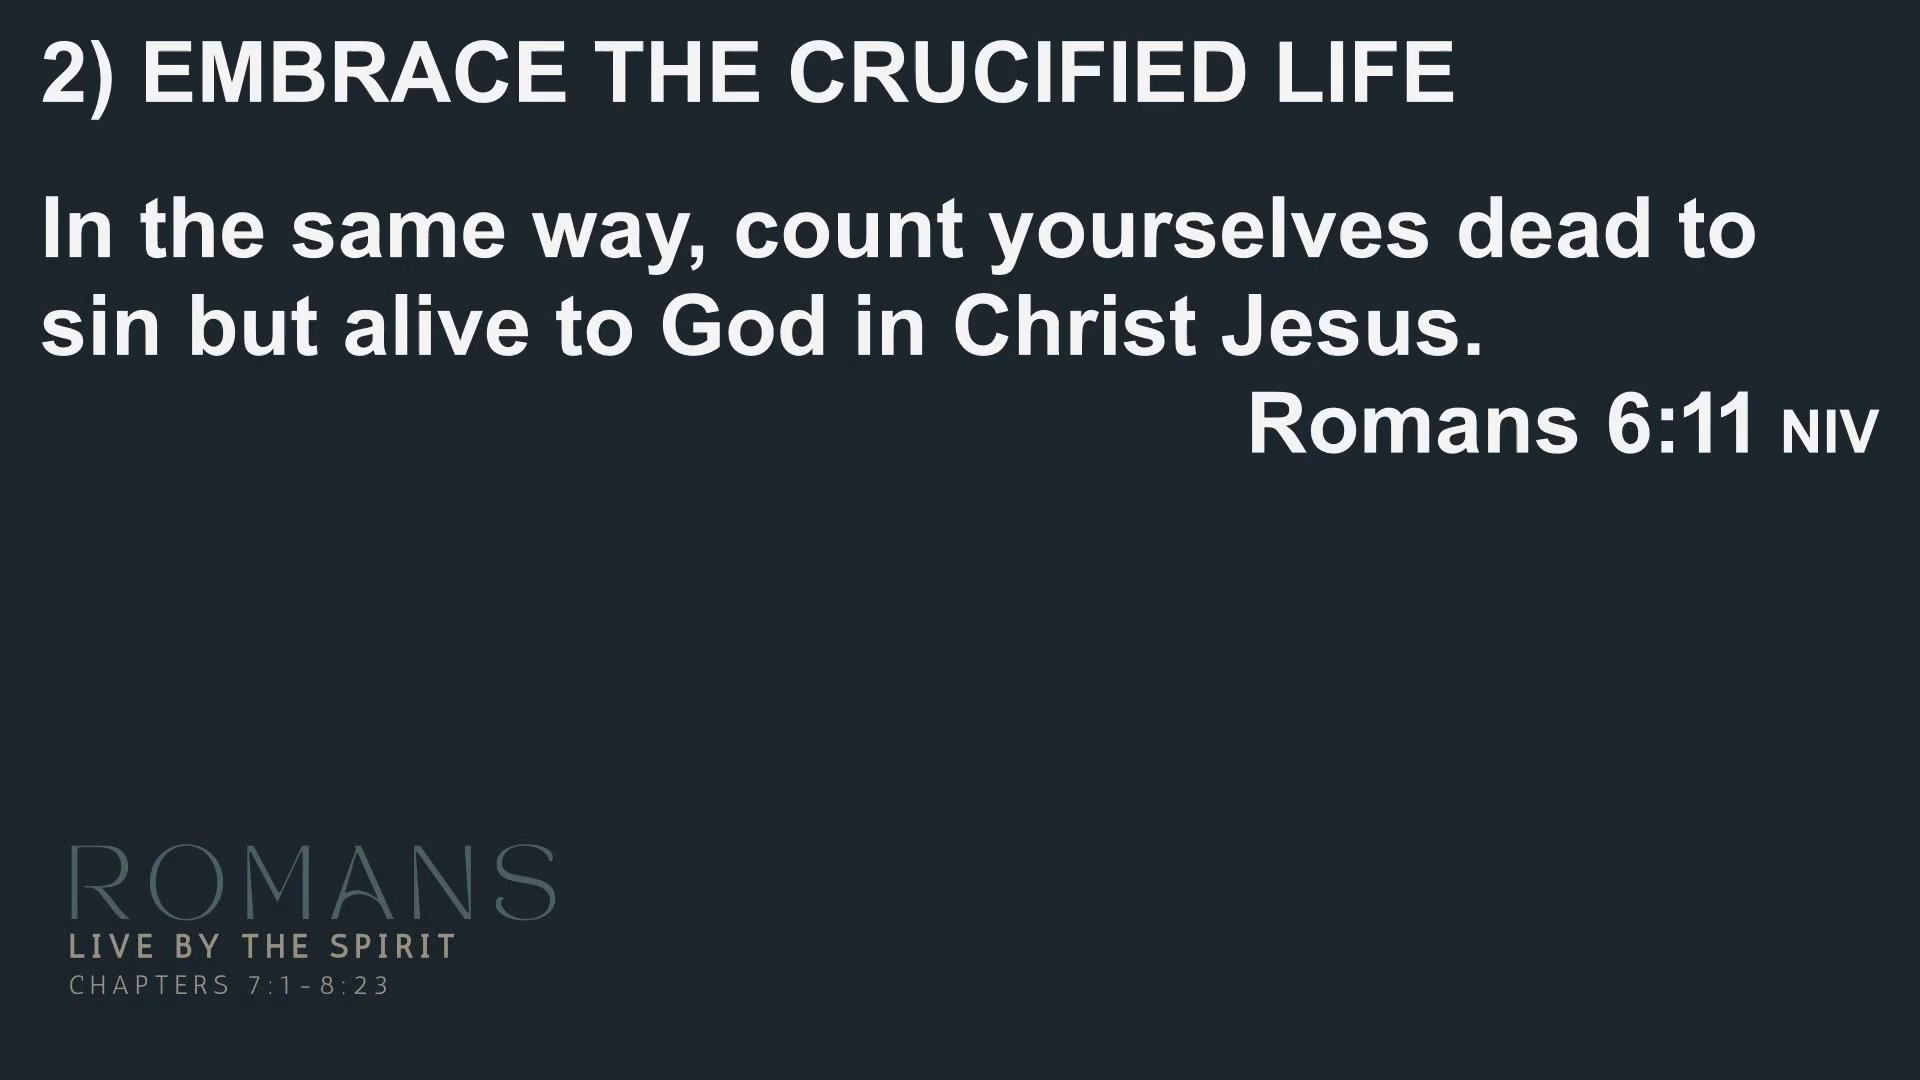 2) EMBRACE THE CRUCIFIED LIFE
In the same way, count yourselves dead to
sin but alive to God in Christ Jesus.
Romans 6:11 NIV
ROMANS
LIVE BY THE SPIRIT
CHAPTERS 7:1-8:23